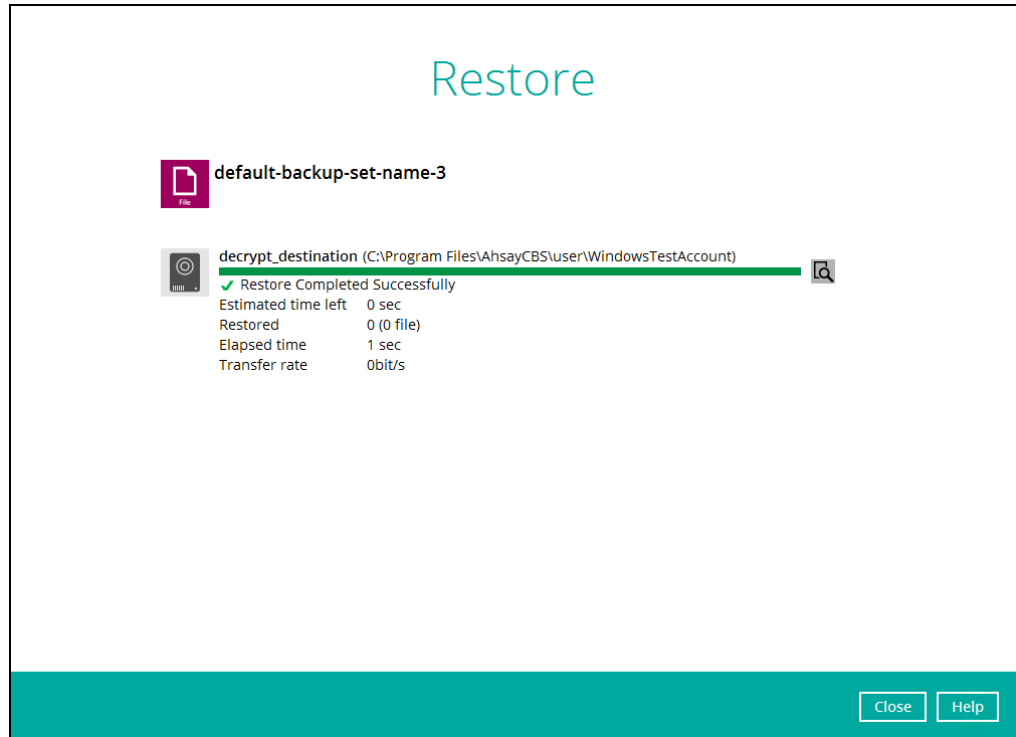 Restore
default-backup-set-name-3
File
decrypt_destination (C:\Program Files\AhsayCBS\user\WindowsTestAccount)
Restore Completed Successfully
Estimated time left 0 sec
Restored 0 (0 file)
Elapsed time 1 sec
Transfer rate 0bit/s
Close Help